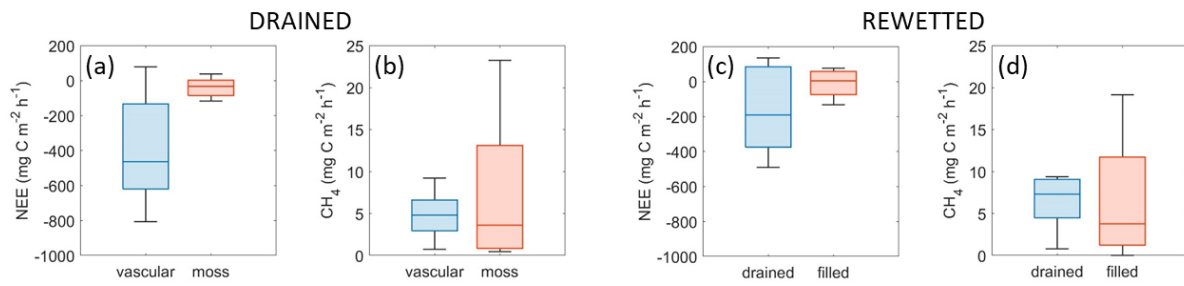 DRAINED
REWETTED
(a)
NEE (mg C m⁻² h⁻¹)
200
0
-200
-400
-600
-800
-1000
vascular
moss
(b)
CH₄ (mg C m⁻² h⁻¹)
25
20
15
10
5
0
vascular
moss
(c)
NEE (mg C m⁻² h⁻¹)
200
0
-200
-400
-600
-800
-1000
drained
filled
(d)
CH₄ (mg C m⁻² h⁻¹)
25
20
15
10
5
0
drained
filled